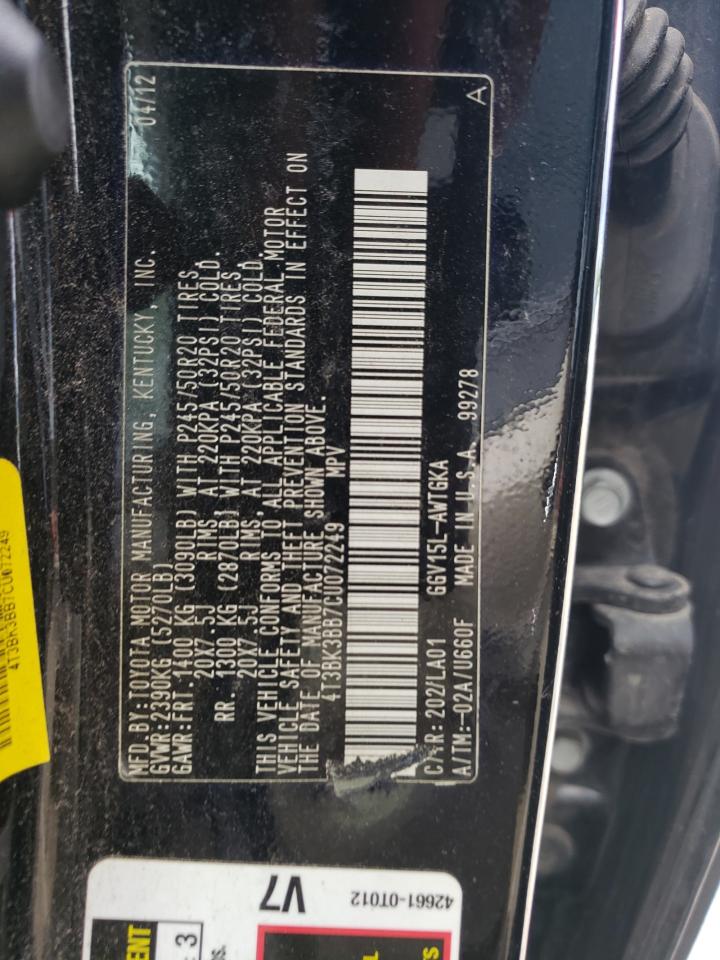 MFD.BY:TOYOTA MOTOR MANUFACTURING, KENTUCKY, INC. 04/12
GVWR:2390KG(5270LB)
GAWR:FRT.1400 KG (3090LB) WITH P245/50R20 TIRES
20X7.5J RIMS, AT 220KPA (32PSI) COLD.
RR. 1300 KG (2870LB) WITH P245/50R20 TIRES
20X7.5J RIMS, AT 220KPA (32PSI) COLD.
THIS VEHICLE CONFORMS TO ALL APPLICABLE FEDERAL MOTOR
VEHICLE SAFETY AND THEFT PREVENTION STANDARDS IN EFFECT ON
THE DATE OF MANUFACTURE SHOWN ABOVE.
4T3BK3BB7CU072249 MPV
C/TR:202/LA01 GGV15L-AWTGKA
A/TM:-02A/U660F MADE IN U.S.A. 99278 A
4T3BK3BB7CU072249
V7
42661-0T012
3